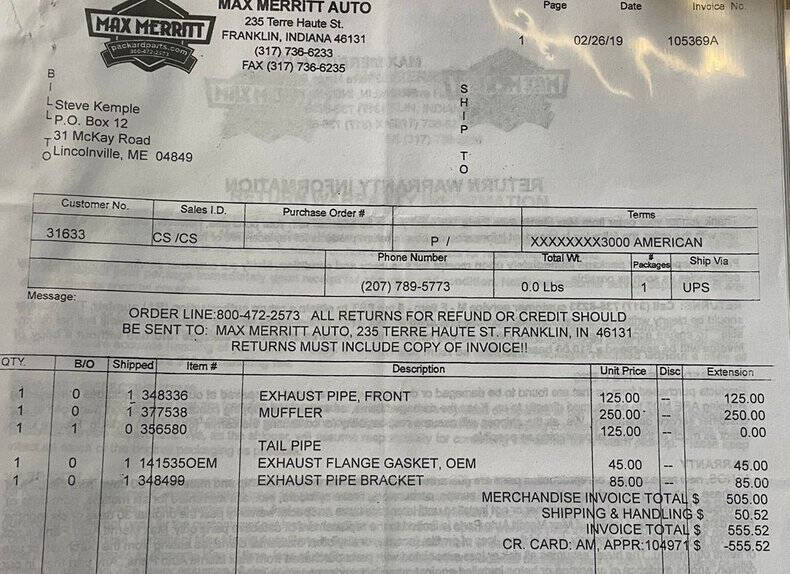 MAX MERRITT
packardparts.com
800-472-2573
MAX MERRITT AUTO
235 Terre Haute St.
FRANKLIN, INDIANA 46131
(317) 736-6233
FAX (317) 736-6235
Page Date Invoice No.
1 02/26/19 105369A
BILL TO
Steve Kemple
P.O. Box 12
31 McKay Road
Lincolnville, ME 04849
SHIP TO
Customer No. Sales I.D. Purchase Order # Terms
31633 CS /CS P / XXXXXXXX3000 AMERICAN
Phone Number Total Wt. # Packages Ship Via
(207) 789-5773 0.0 Lbs 1 UPS
Message:
ORDER LINE:800-472-2573 ALL RETURNS FOR REFUND OR CREDIT SHOULD
BE SENT TO: MAX MERRITT AUTO, 235 TERRE HAUTE ST. FRANKLIN, IN 46131
RETURNS MUST INCLUDE COPY OF INVOICE!!
QTY. B/O Shipped Item # Description Unit Price Disc Extension
1 0 1 348336 EXHAUST PIPE, FRONT 125.00 -- 125.00
1 0 1 377538 MUFFLER 250.00 -- 250.00
1 1 0 356580 125.00 -- 0.00
TAIL PIPE
1 0 1 141535OEM EXHAUST FLANGE GASKET, OEM 45.00 -- 45.00
1 0 1 348499 EXHAUST PIPE BRACKET 85.00 -- 85.00
MERCHANDISE INVOICE TOTAL $ 505.00
SHIPPING & HANDLING $ 50.52
INVOICE TOTAL $ 555.52
CR. CARD: AM, APPR:104971 $ -555.52